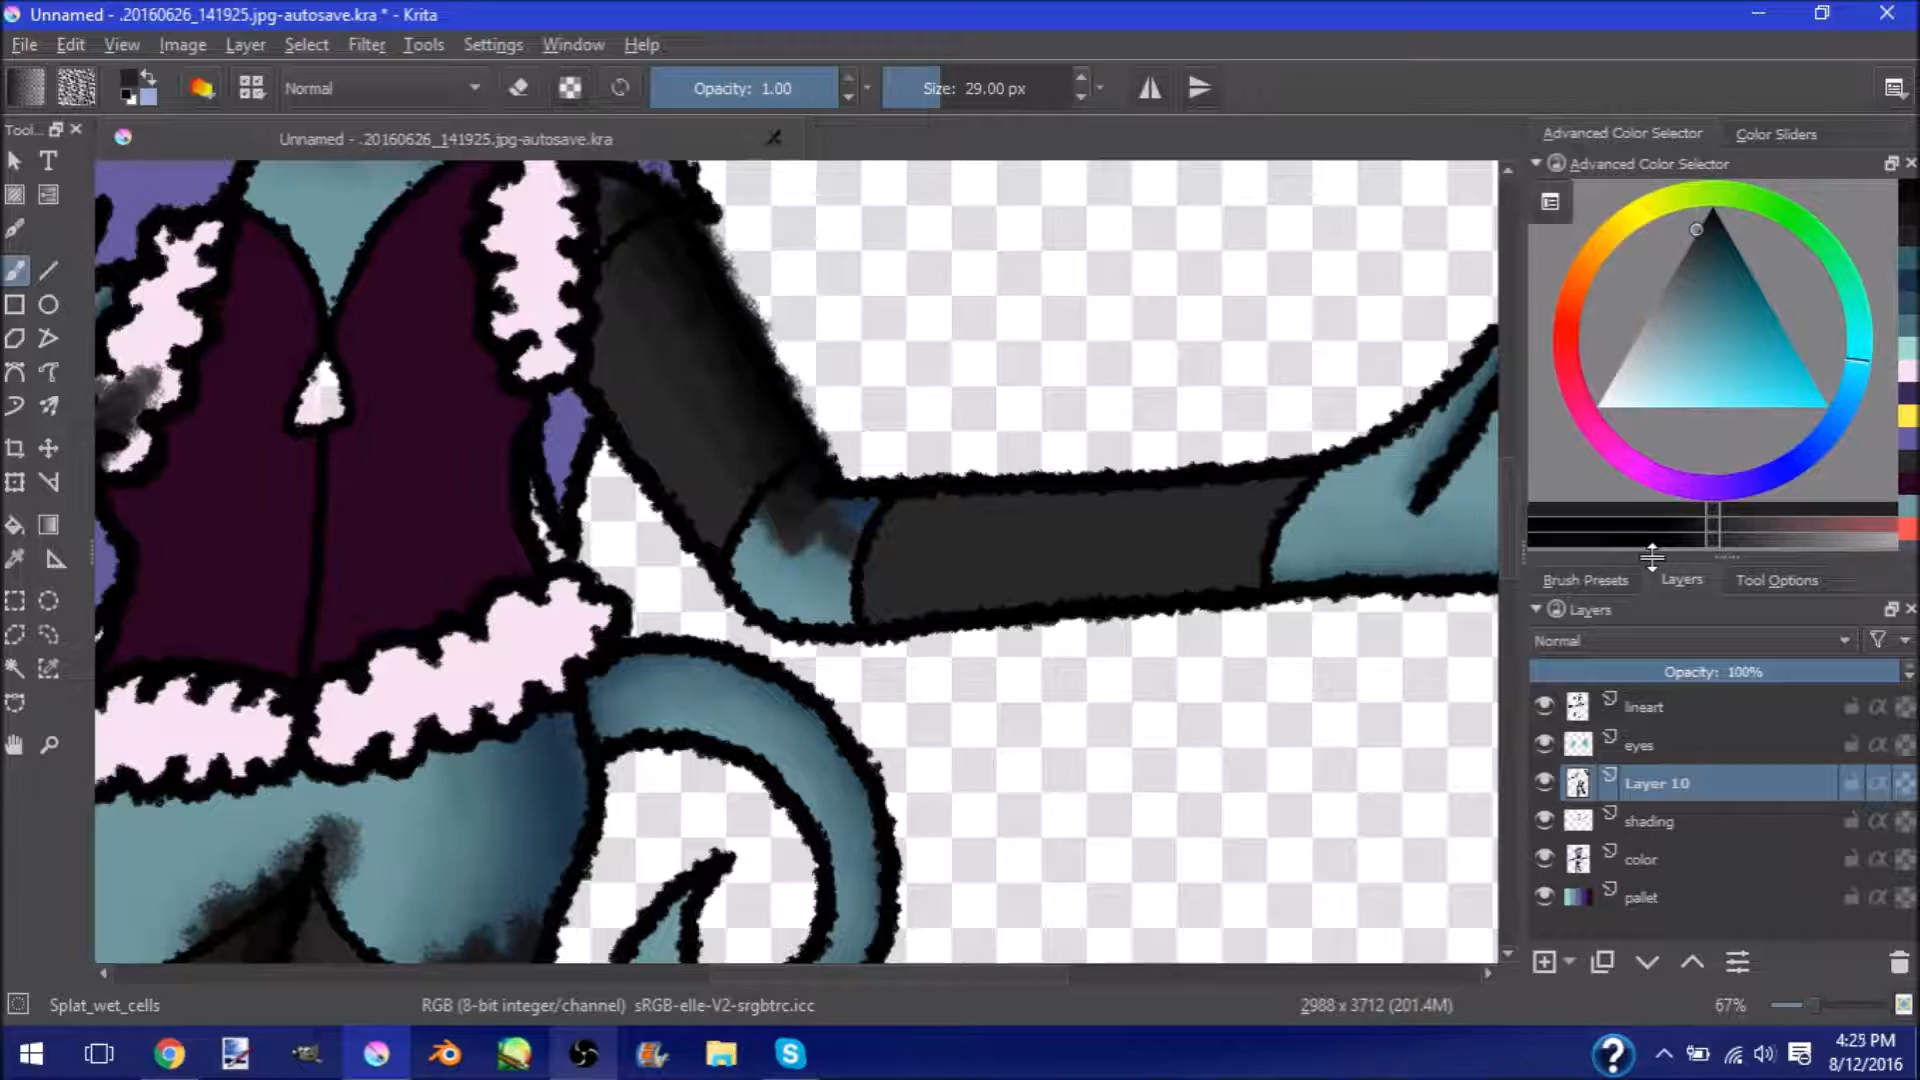 Unnamed - .20160626_141925.jpg-autosave.kra * - Krita
File Edit View Image Layer Select Filter Tools Settings Window Help
Normal Opacity: 1.00 Size: 29.00 px
Tool...
Unnamed - .20160626_141925.jpg-autosave.kra
Advanced Color Selector Color Sliders
Advanced Color Selector
Brush Presets Layers Tool Options
Layers
Normal
Opacity: 100%
lineart
eyes
Layer 10
shading
color
pallet
Splat_wet_cells RGB (8-bit integer/channel) sRGB-elle-V2-srgbtrc.icc 2988 x 3712 (201.4M) 67%
4:25 PM
8/12/2016